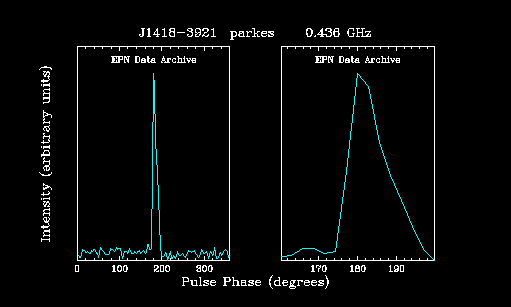 J1418-3921 parkes 0.436 GHz
EPN Data Archive
EPN Data Archive
Intensity (arbitrary units)
0 100 200 300
170 180 190
Pulse Phase (degrees)